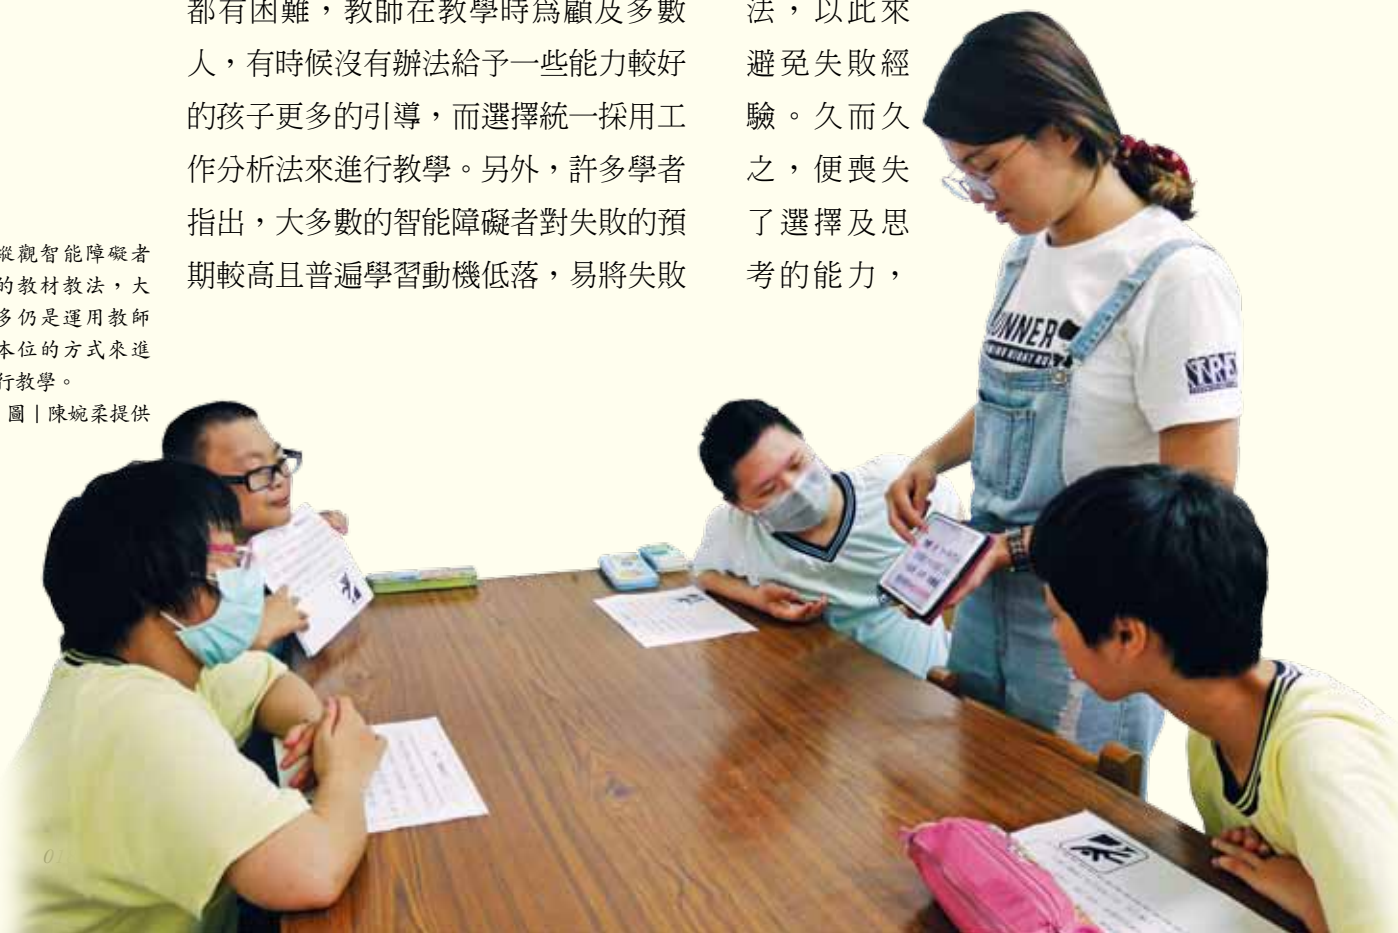 都有困難，教師在教學時為顧及多數
人，有時候沒有辦法給予一些能力較好
的孩子更多的引導，而選擇統一採用工
作分析法來進行教學。另外，許多學者
指出，大多數的智能障礙者對失敗的預
期較高且普遍學習動機低落，易將失敗
法，以此來
避免失敗經
驗。久而久
之，便喪失
了選擇及思
考的能力，
縱觀智能障礙者
的教材教法，大
多仍是運用教師
本位的方式來進
行教學。
圖｜陳婉柔提供
UNNER